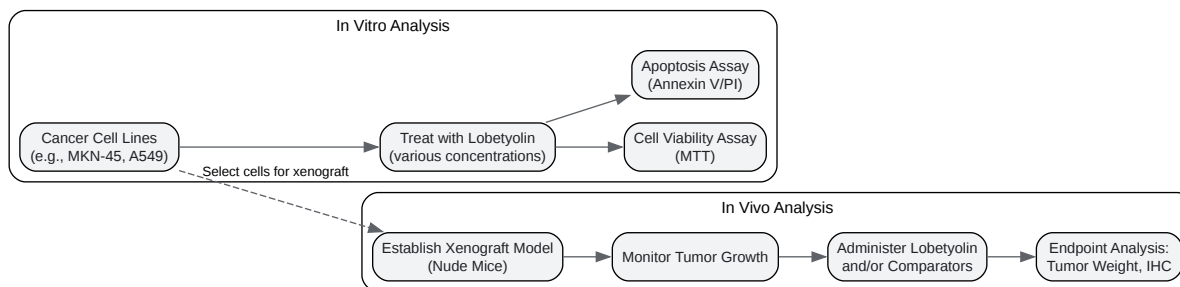 In Vitro Analysis
Apoptosis Assay
(Annexin V/PI)
Cancer Cell Lines
(e.g., MKN-45, A549)
Treat with Lobetyolin
(various concentrations)
Cell Viability Assay
(MTT)
Select cells for xenograft
In Vivo Analysis
Establish Xenograft Model
(Nude Mice)
Monitor Tumor Growth
Administer Lobetyolin
and/or Comparators
Endpoint Analysis:
Tumor Weight, IHC